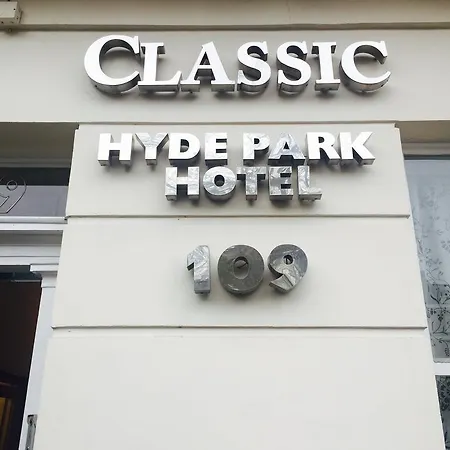 CLASSIC
HYDE PARK
HOTEL
109